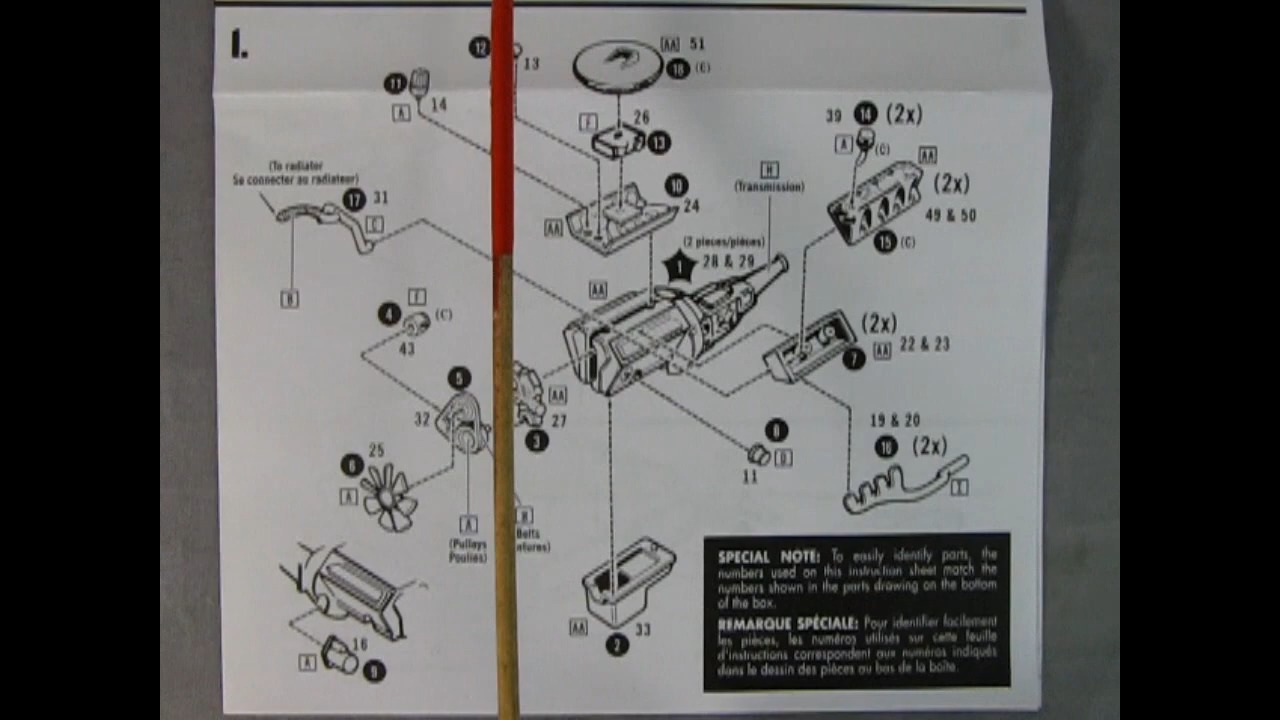 1.
12
13
AA 51
18 (C)
11
A 14
F 26
13
39 14 (2x)
A (C)
AA
(To radiator
Se connecter au radiateur)
17 31
C
H
(Transmission)
10
24
AA
(2x)
49 & 50
15 (C)
(2 pieces/pièces)
1 28 & 29
B
AA
4 (C)
43
(2x)
7 AA 22 & 23
5
32
AA
27
3
19 & 20
18 (2x)
8
11
6 25
A
A
(Pulleys
Poulies)
B
Belts
ntures)
SPECIAL NOTE: To easily identify parts, the
numbers used on this instruction sheet match the
numbers shown in the parts drawing on the bottom
of the box.
REMARQUE SPÉCIALE: Pour identifier facilement
les pièces, les numéros utilisés sur cette feuille
d'instructions correspondent aux numéros indiqués
dans le dessin des pièces au bas de la boîte.
AA 33
2
16
A 9